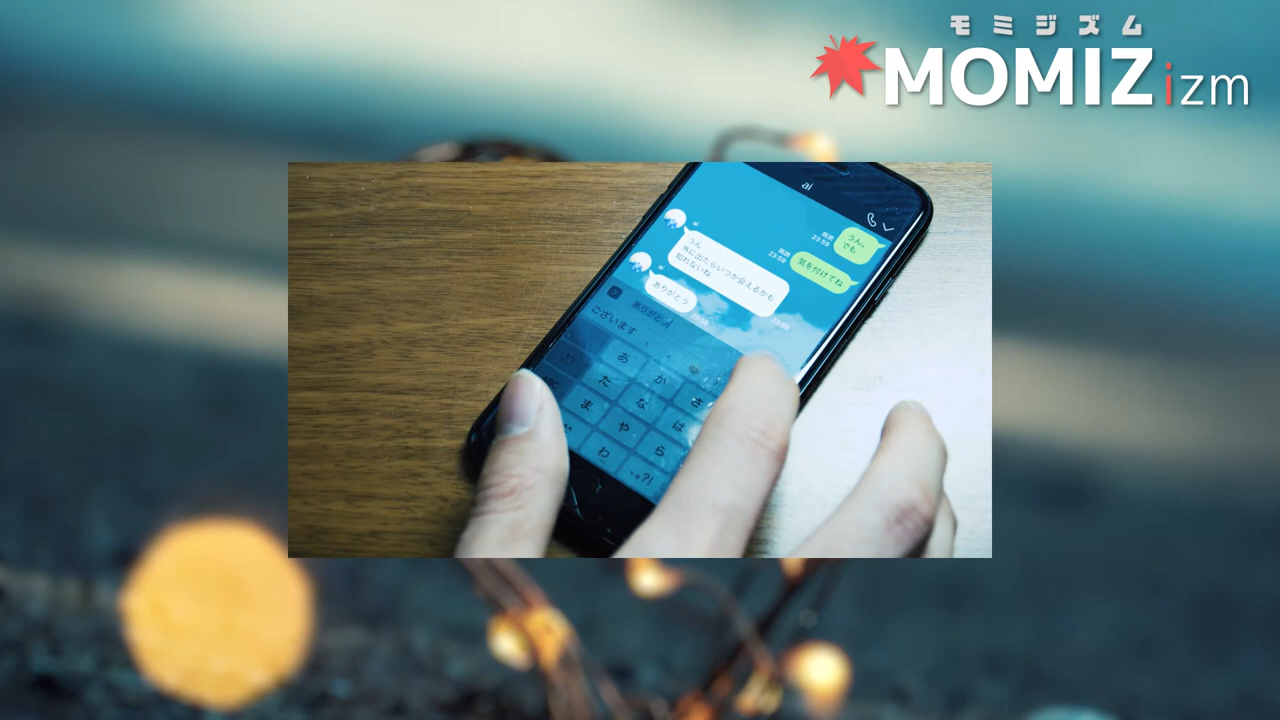 モミジズム
MOMIZizm
ai
うん。
でも
既読
23:59
気を付けてね
既読
23:59
ai
うん
外に出たらいつか会えるかも
知れないね
ai
ありがとう
ございます
あ
か
さ
た
な
は
ま
や
ら
わ
、。?!